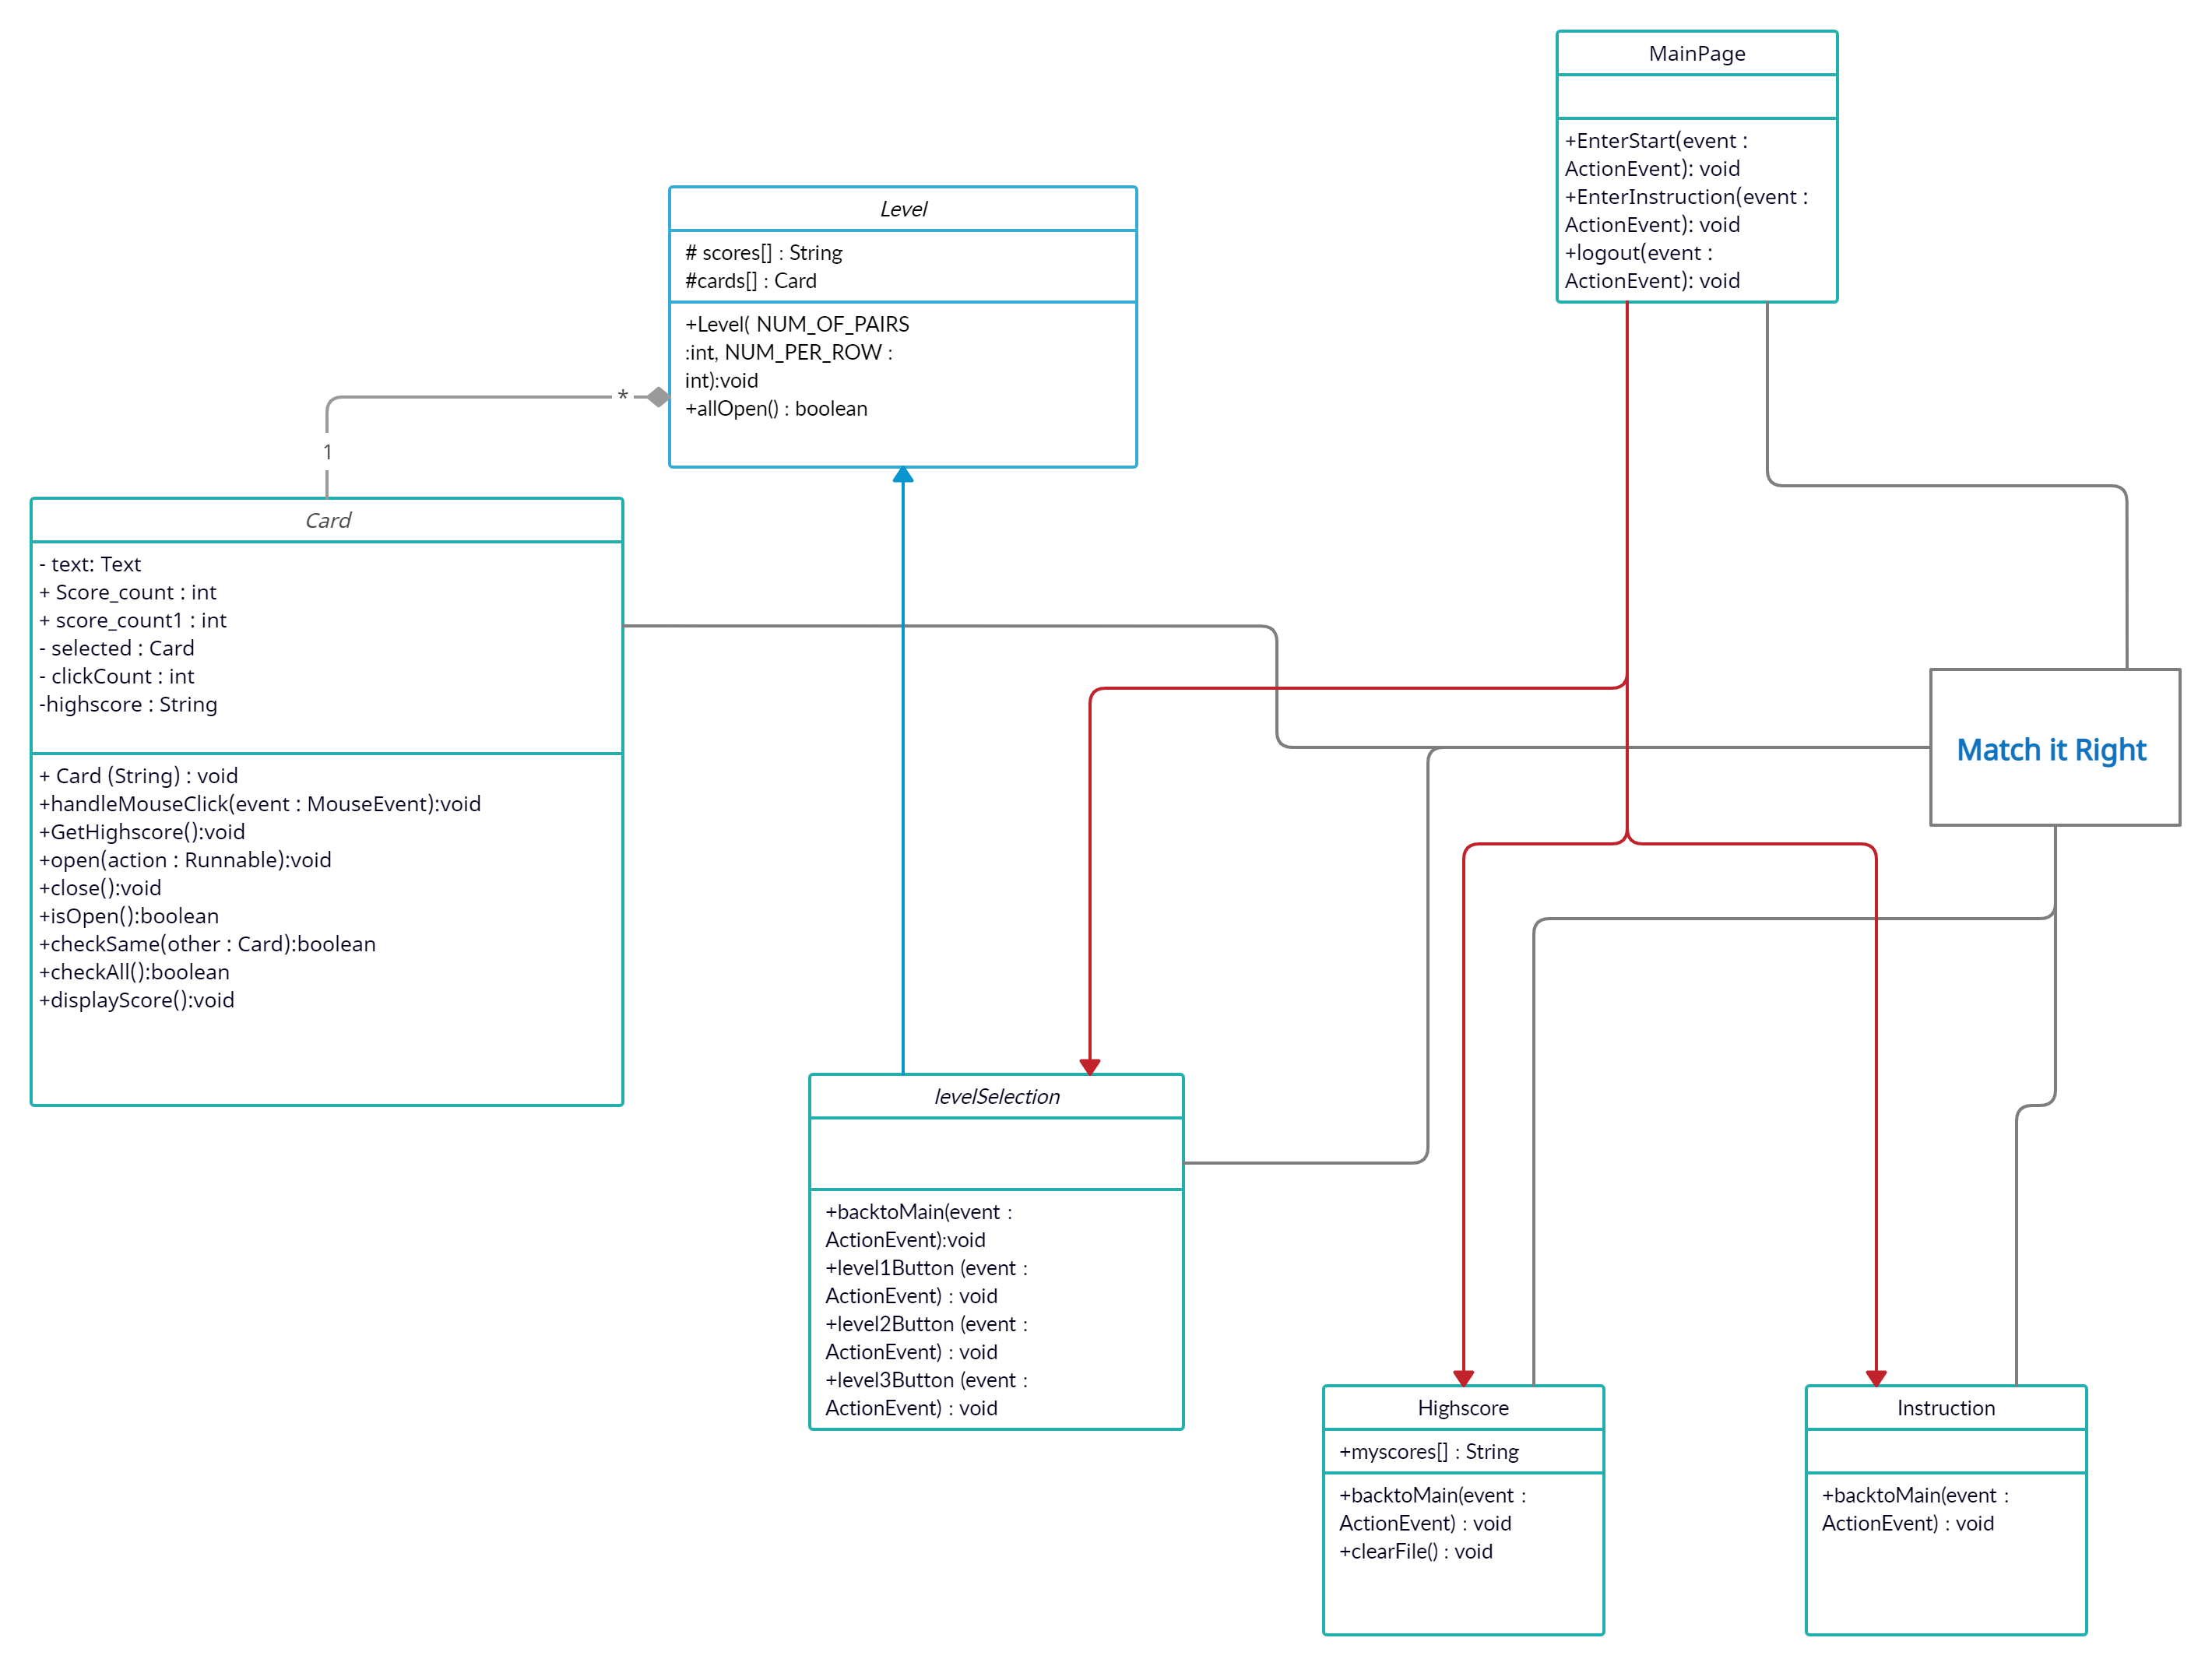 MainPage
+EnterStart(event :
ActionEvent): void
+EnterInstruction(event :
ActionEvent): void
+logout(event :
ActionEvent): void
Level
# scores[] : String
#cards[] : Card
+Level( NUM_OF_PAIRS
:int, NUM_PER_ROW :
int):void
+allOpen() : boolean
*
1
Card
- text: Text
+ Score_count : int
+ score_count1 : int
- selected : Card
- clickCount : int
-highscore : String
+ Card (String) : void
+handleMouseClick(event : MouseEvent):void
+GetHighscore():void
+open(action : Runnable):void
+close():void
+isOpen():boolean
+checkSame(other : Card):boolean
+checkAll():boolean
+displayScore():void
Match it Right
levelSelection
+backtoMain(event :
ActionEvent):void
+level1Button (event :
ActionEvent) : void
+level2Button (event :
ActionEvent) : void
+level3Button (event :
ActionEvent) : void
Highscore
+myscores[] : String
+backtoMain(event :
ActionEvent) : void
+clearFile() : void
Instruction
+backtoMain(event :
ActionEvent) : void